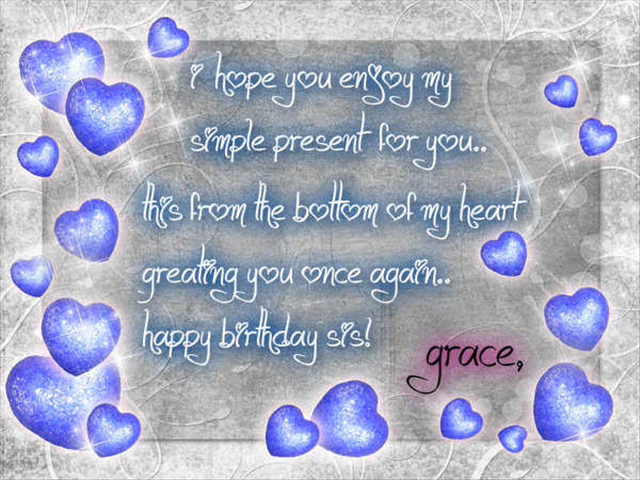 i hope you enjoy my
simple present for you..
this from the bottom of my heart
greating you once again..
happy birthday sis!
grace,